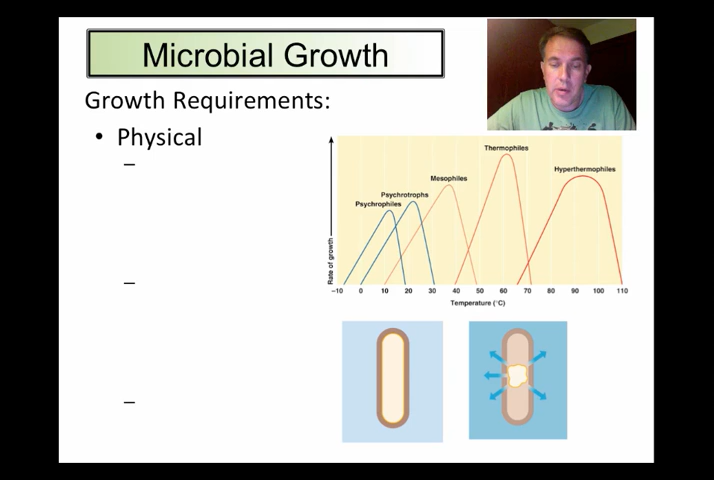 Microbial Growth
Growth Requirements:
• Physical
–
–
–
Thermophiles
Hyperthermophiles
Mesophiles
Psychrotrophs
Psychrophiles
Rate of growth
–10 0 10 20 30 40 50 60 70 80 90 100 110
Temperature (°C)